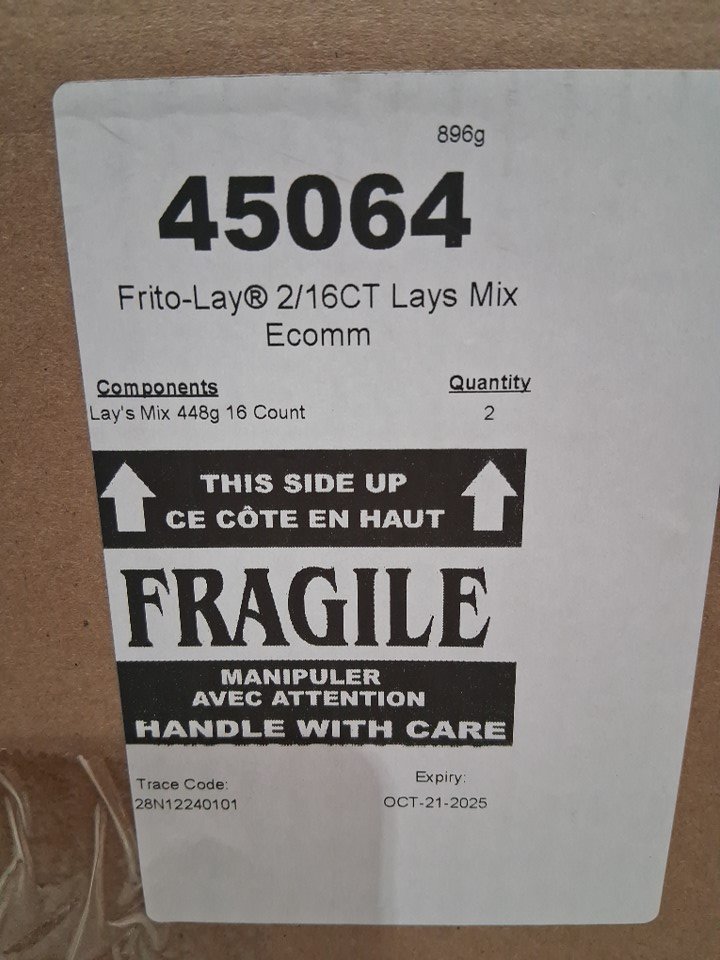 896g
45064
Frito-Lay® 2/16CT Lays Mix
Ecomm
Components Quantity
Lay's Mix 448g 16 Count 2
THIS SIDE UP
CE CÔTE EN HAUT
FRAGILE
MANIPULER
AVEC ATTENTION
HANDLE WITH CARE
Trace Code: Expiry:
28N12240101 OCT-21-2025